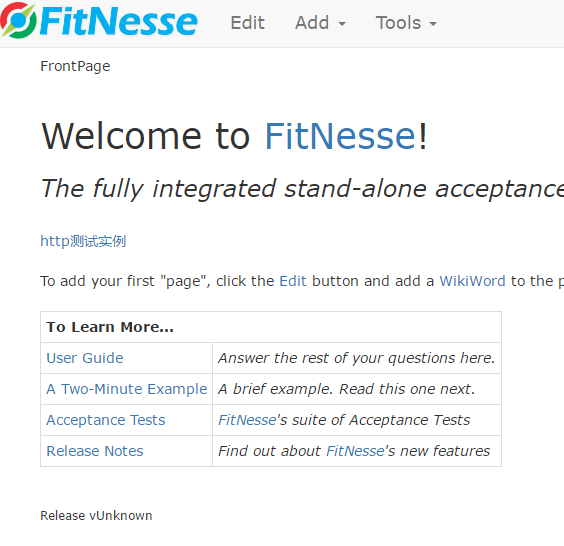 FitNesse Edit Add Tools
FrontPage
Welcome to FitNesse!
The fully integrated stand-alone acceptance
http测试实例
To add your first "page", click the Edit button and add a WikiWord to the p
To Learn More...
User Guide Answer the rest of your questions here.
A Two-Minute Example A brief example. Read this one next.
Acceptance Tests FitNesse's suite of Acceptance Tests
Release Notes Find out about FitNesse's new features
Release vUnknown